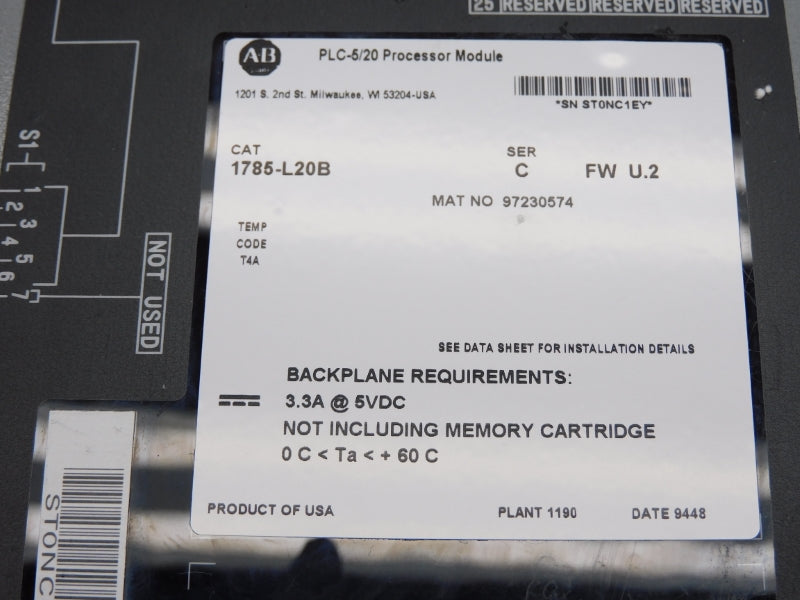 25 RESERVED RESERVED RESERVED
AB
PLC-5/20 Processor Module
1201 S. 2nd St. Milwaukee, WI 53204-USA
*SN ST0NC1EY*
CAT
1785-L20B
SER
C
FW U.2
MAT NO 97230574
TEMP
CODE
T4A
SEE DATA SHEET FOR INSTALLATION DETAILS
BACKPLANE REQUIREMENTS:
3.3A @ 5VDC
NOT INCLUDING MEMORY CARTRIDGE
0 C < Ta < + 60 C
PRODUCT OF USA
PLANT 1190
DATE 9448
S1
1
2
3
4
5
6
7
NOT USED
ST0NC